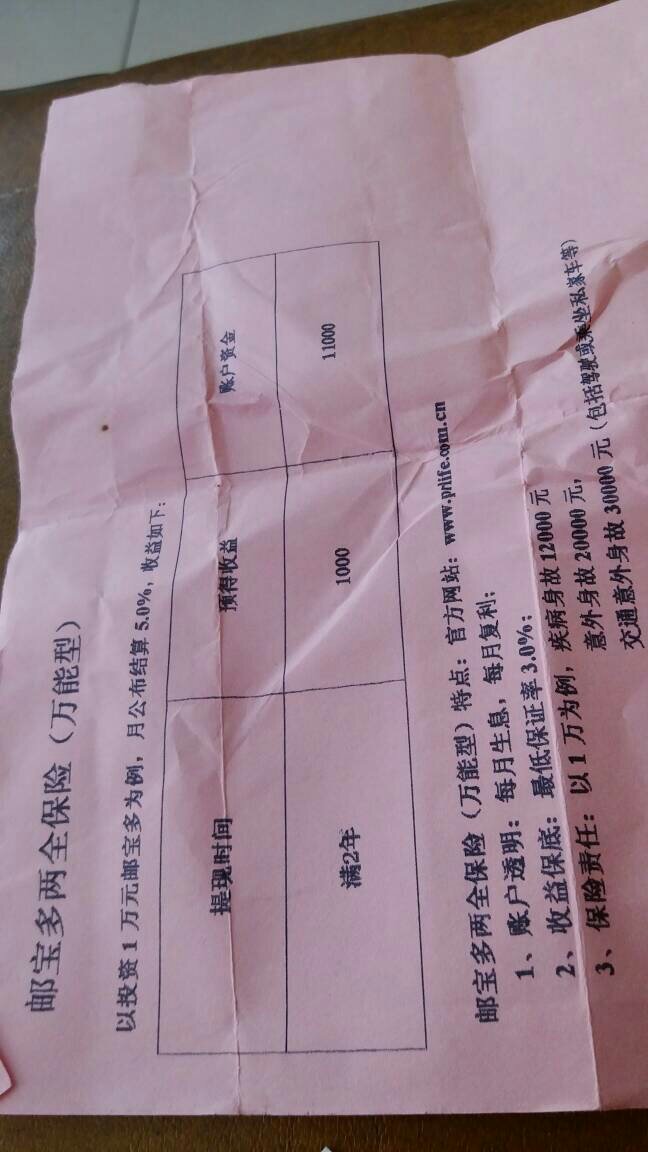 邮宝多两全保险（万能型）
以投资1万元邮宝多为例，月公布结算5.0%，收益如下：
提现时间 预得收益 账户资金
满2年 1000 11000
邮宝多两全保险（万能型）特点：官方网站：www.prlife.com.cn
1、账户透明：每月生息，每月复利；
2、收益保底：最低保证率3.0%；
3、保险责任：以1万为例，疾病身故12000元
意外身故20000元，
交通意外身故30000元（包括驾驶或乘坐私家车等）